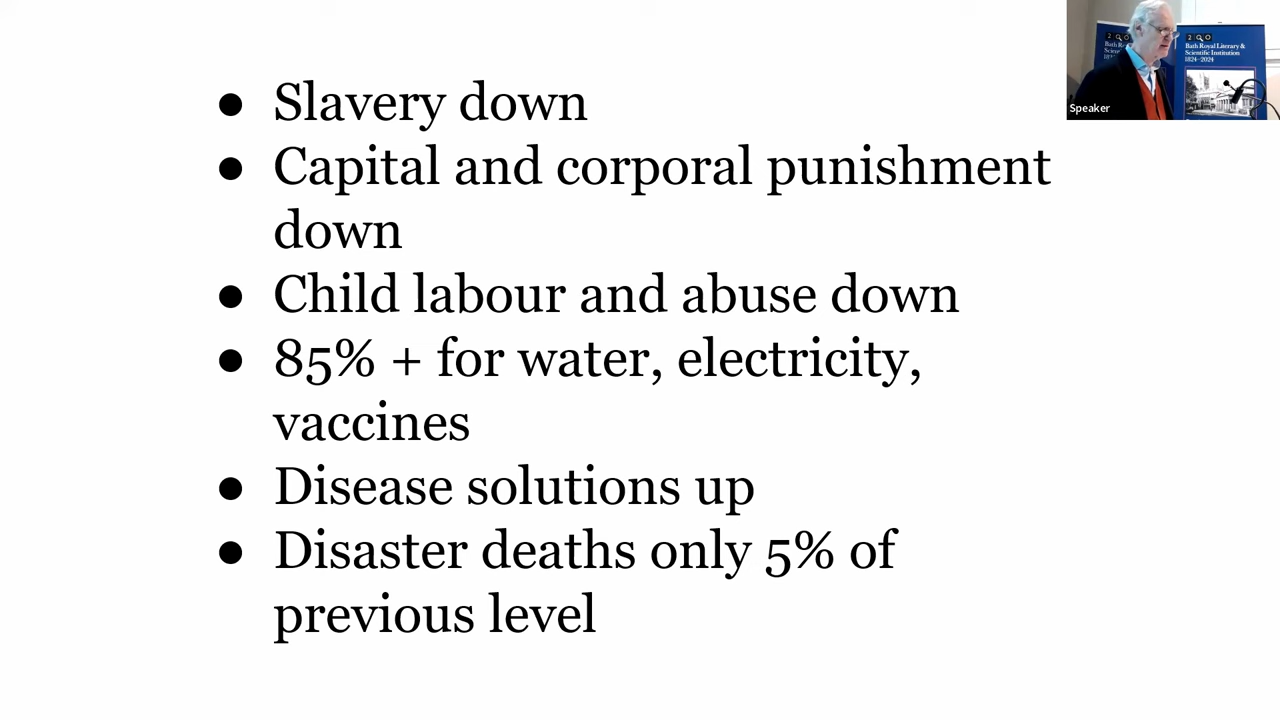 ● Slavery down
● Capital and corporal punishment
down
● Child labour and abuse down
● 85% + for water, electricity,
vaccines
● Disease solutions up
● Disaster deaths only 5% of
previous level
Speaker
Bath Royal Literary &
Scientific Institution
1824-2024